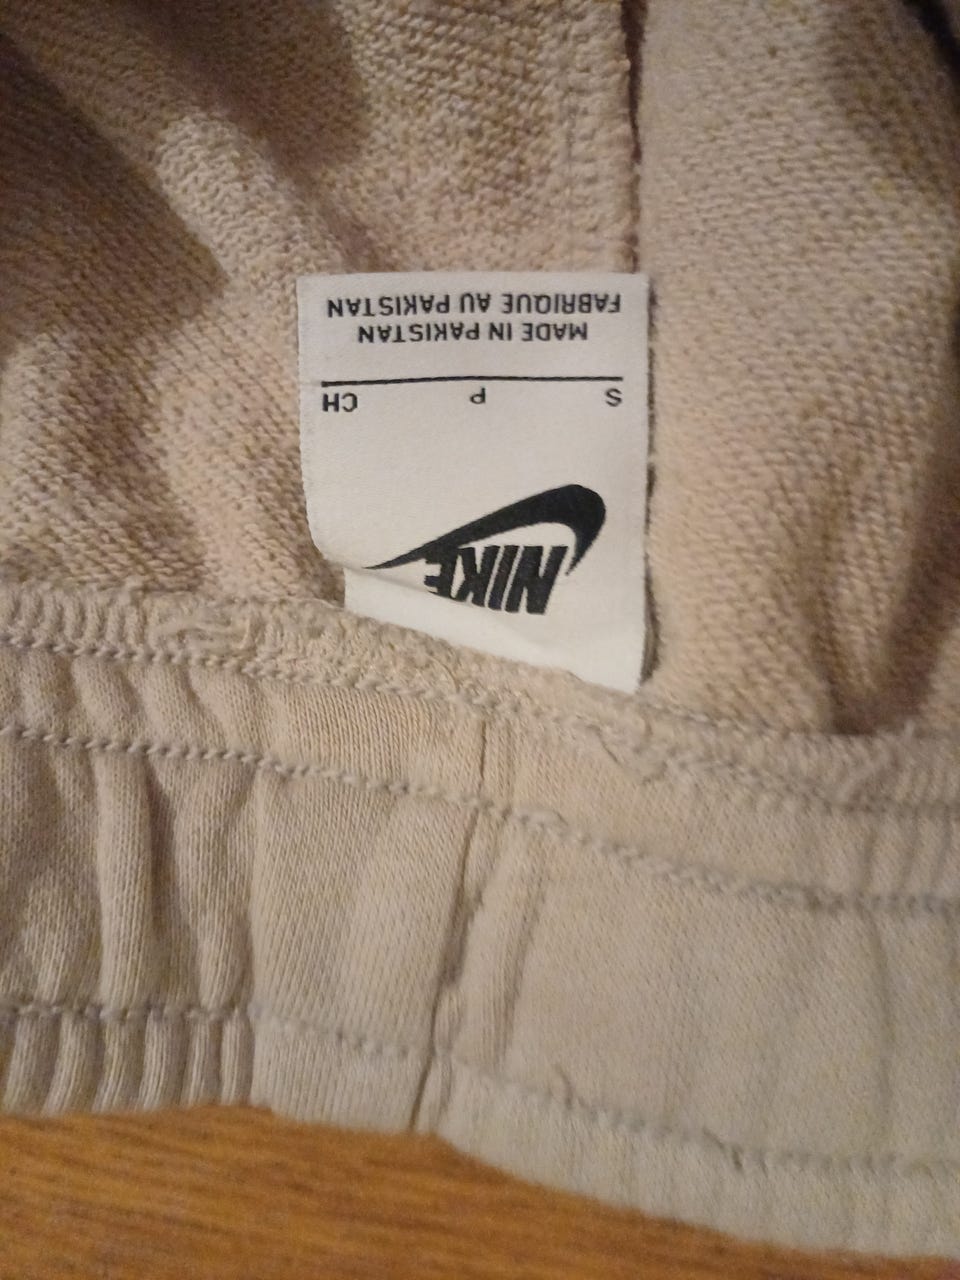 NIKE
S P CH
MADE IN PAKISTAN
FABRIQUE AU PAKISTAN